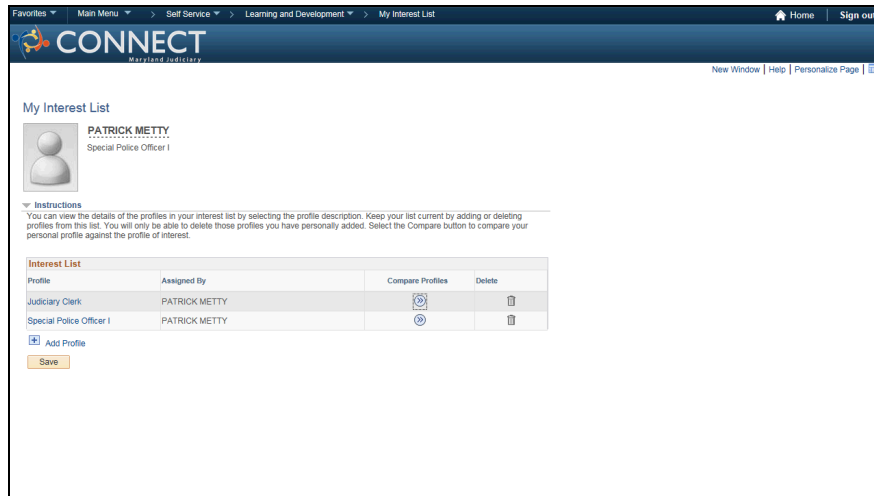 Favorites Main Menu > Self Service > Learning and Development > My Interest List Home Sign out
CONNECT
Maryland Judiciary
New Window | Help | Personalize Page |
My Interest List
PATRICK METTY
Special Police Officer I
Instructions
You can view the details of the profiles in your interest list by selecting the profile description. Keep your list current by adding or deleting
profiles from this list. You will only be able to delete those profiles you have personally added. Select the Compare button to compare your
personal profile against the profile of interest.
Interest List
Profile Assigned By Compare Profiles Delete
Judiciary Clerk PATRICK METTY
Special Police Officer I PATRICK METTY
Add Profile
Save